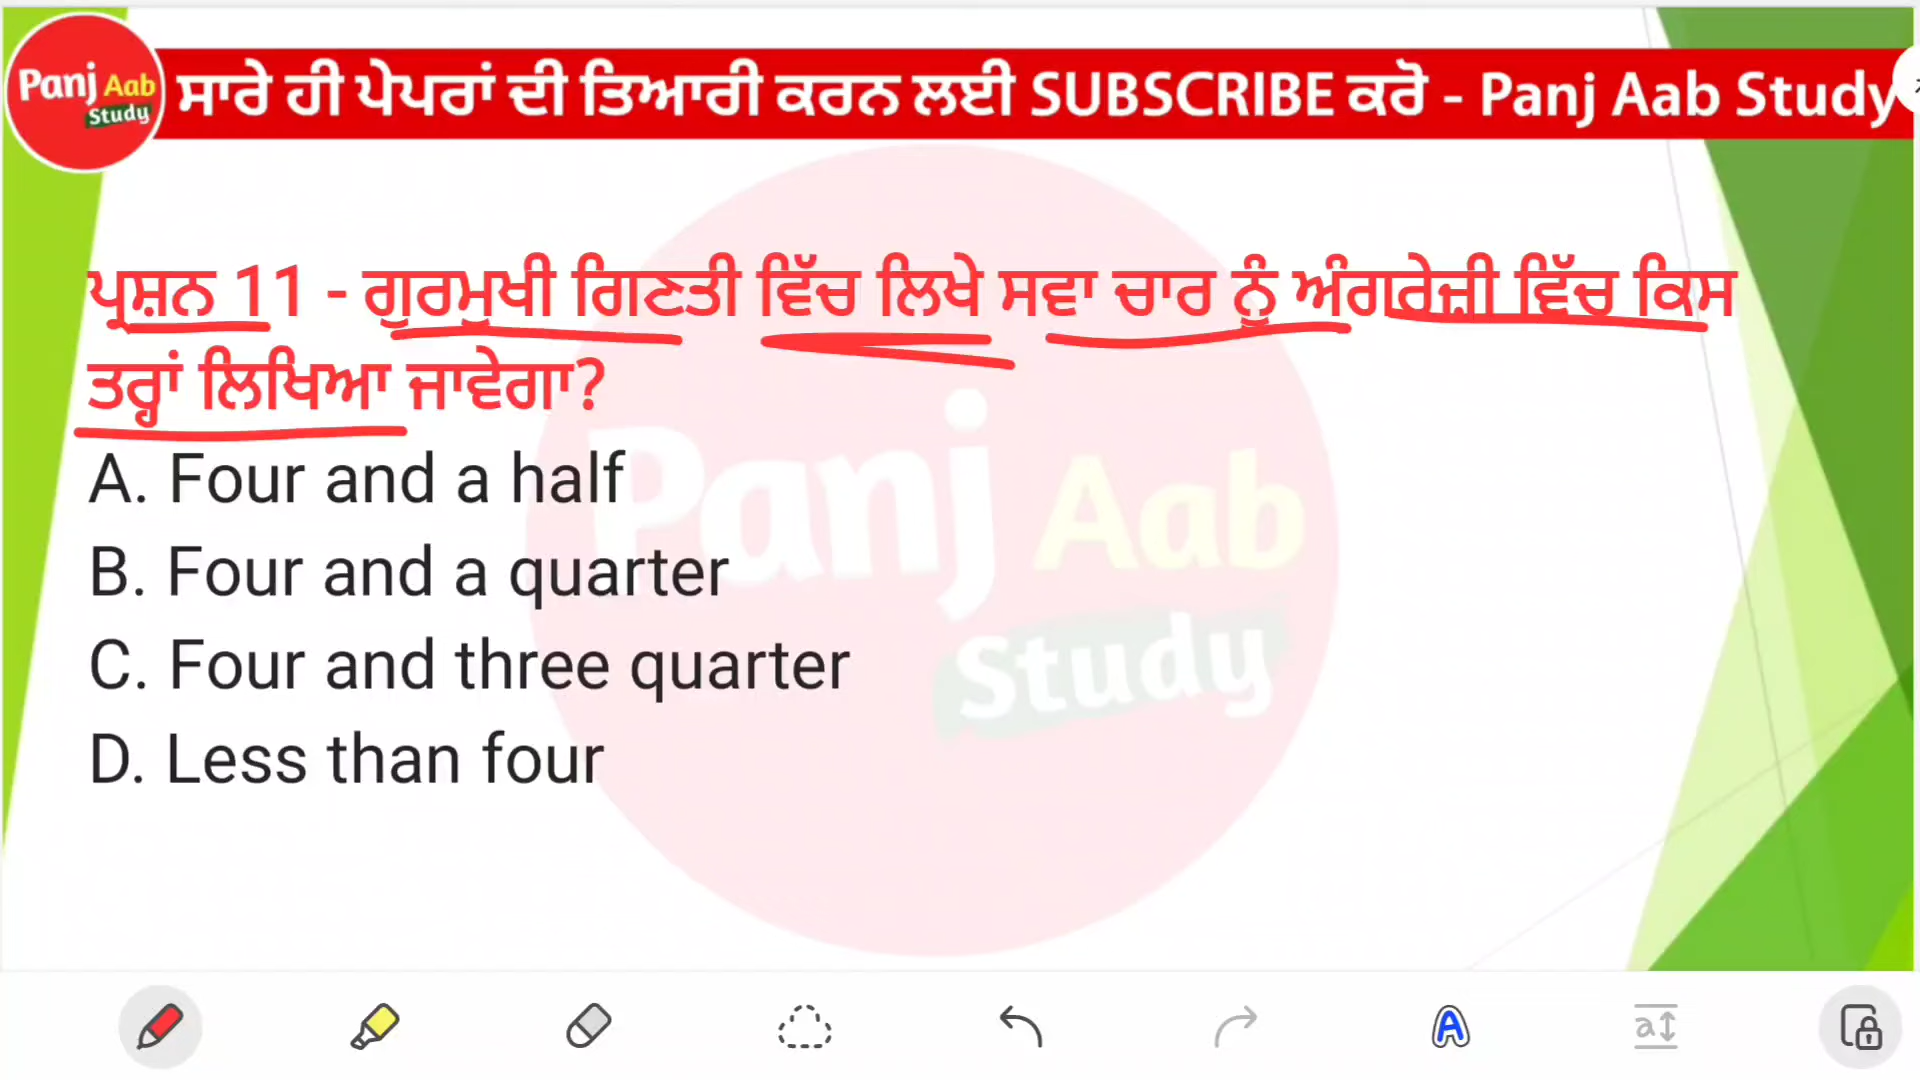 Panj Aab Study
ਸਾਰੇ ਹੀ ਪੇਪਰਾਂ ਦੀ ਤਿਆਰੀ ਕਰਨ ਲਈ SUBSCRIBE ਕਰੋ - Panj Aab Study
ਪ੍ਰਸ਼ਨ 11 - ਗੁਰਮੁਖੀ ਗਿਣਤੀ ਵਿੱਚ ਲਿਖੇ ਸਵਾ ਚਾਰ ਨੂੰ ਅੰਗਰੇਜ਼ੀ ਵਿੱਚ ਕਿਸ
ਤਰ੍ਹਾਂ ਲਿਖਿਆ ਜਾਵੇਗਾ?
A. Four and a half
B. Four and a quarter
C. Four and three quarter
D. Less than four
Panj Aab
Study